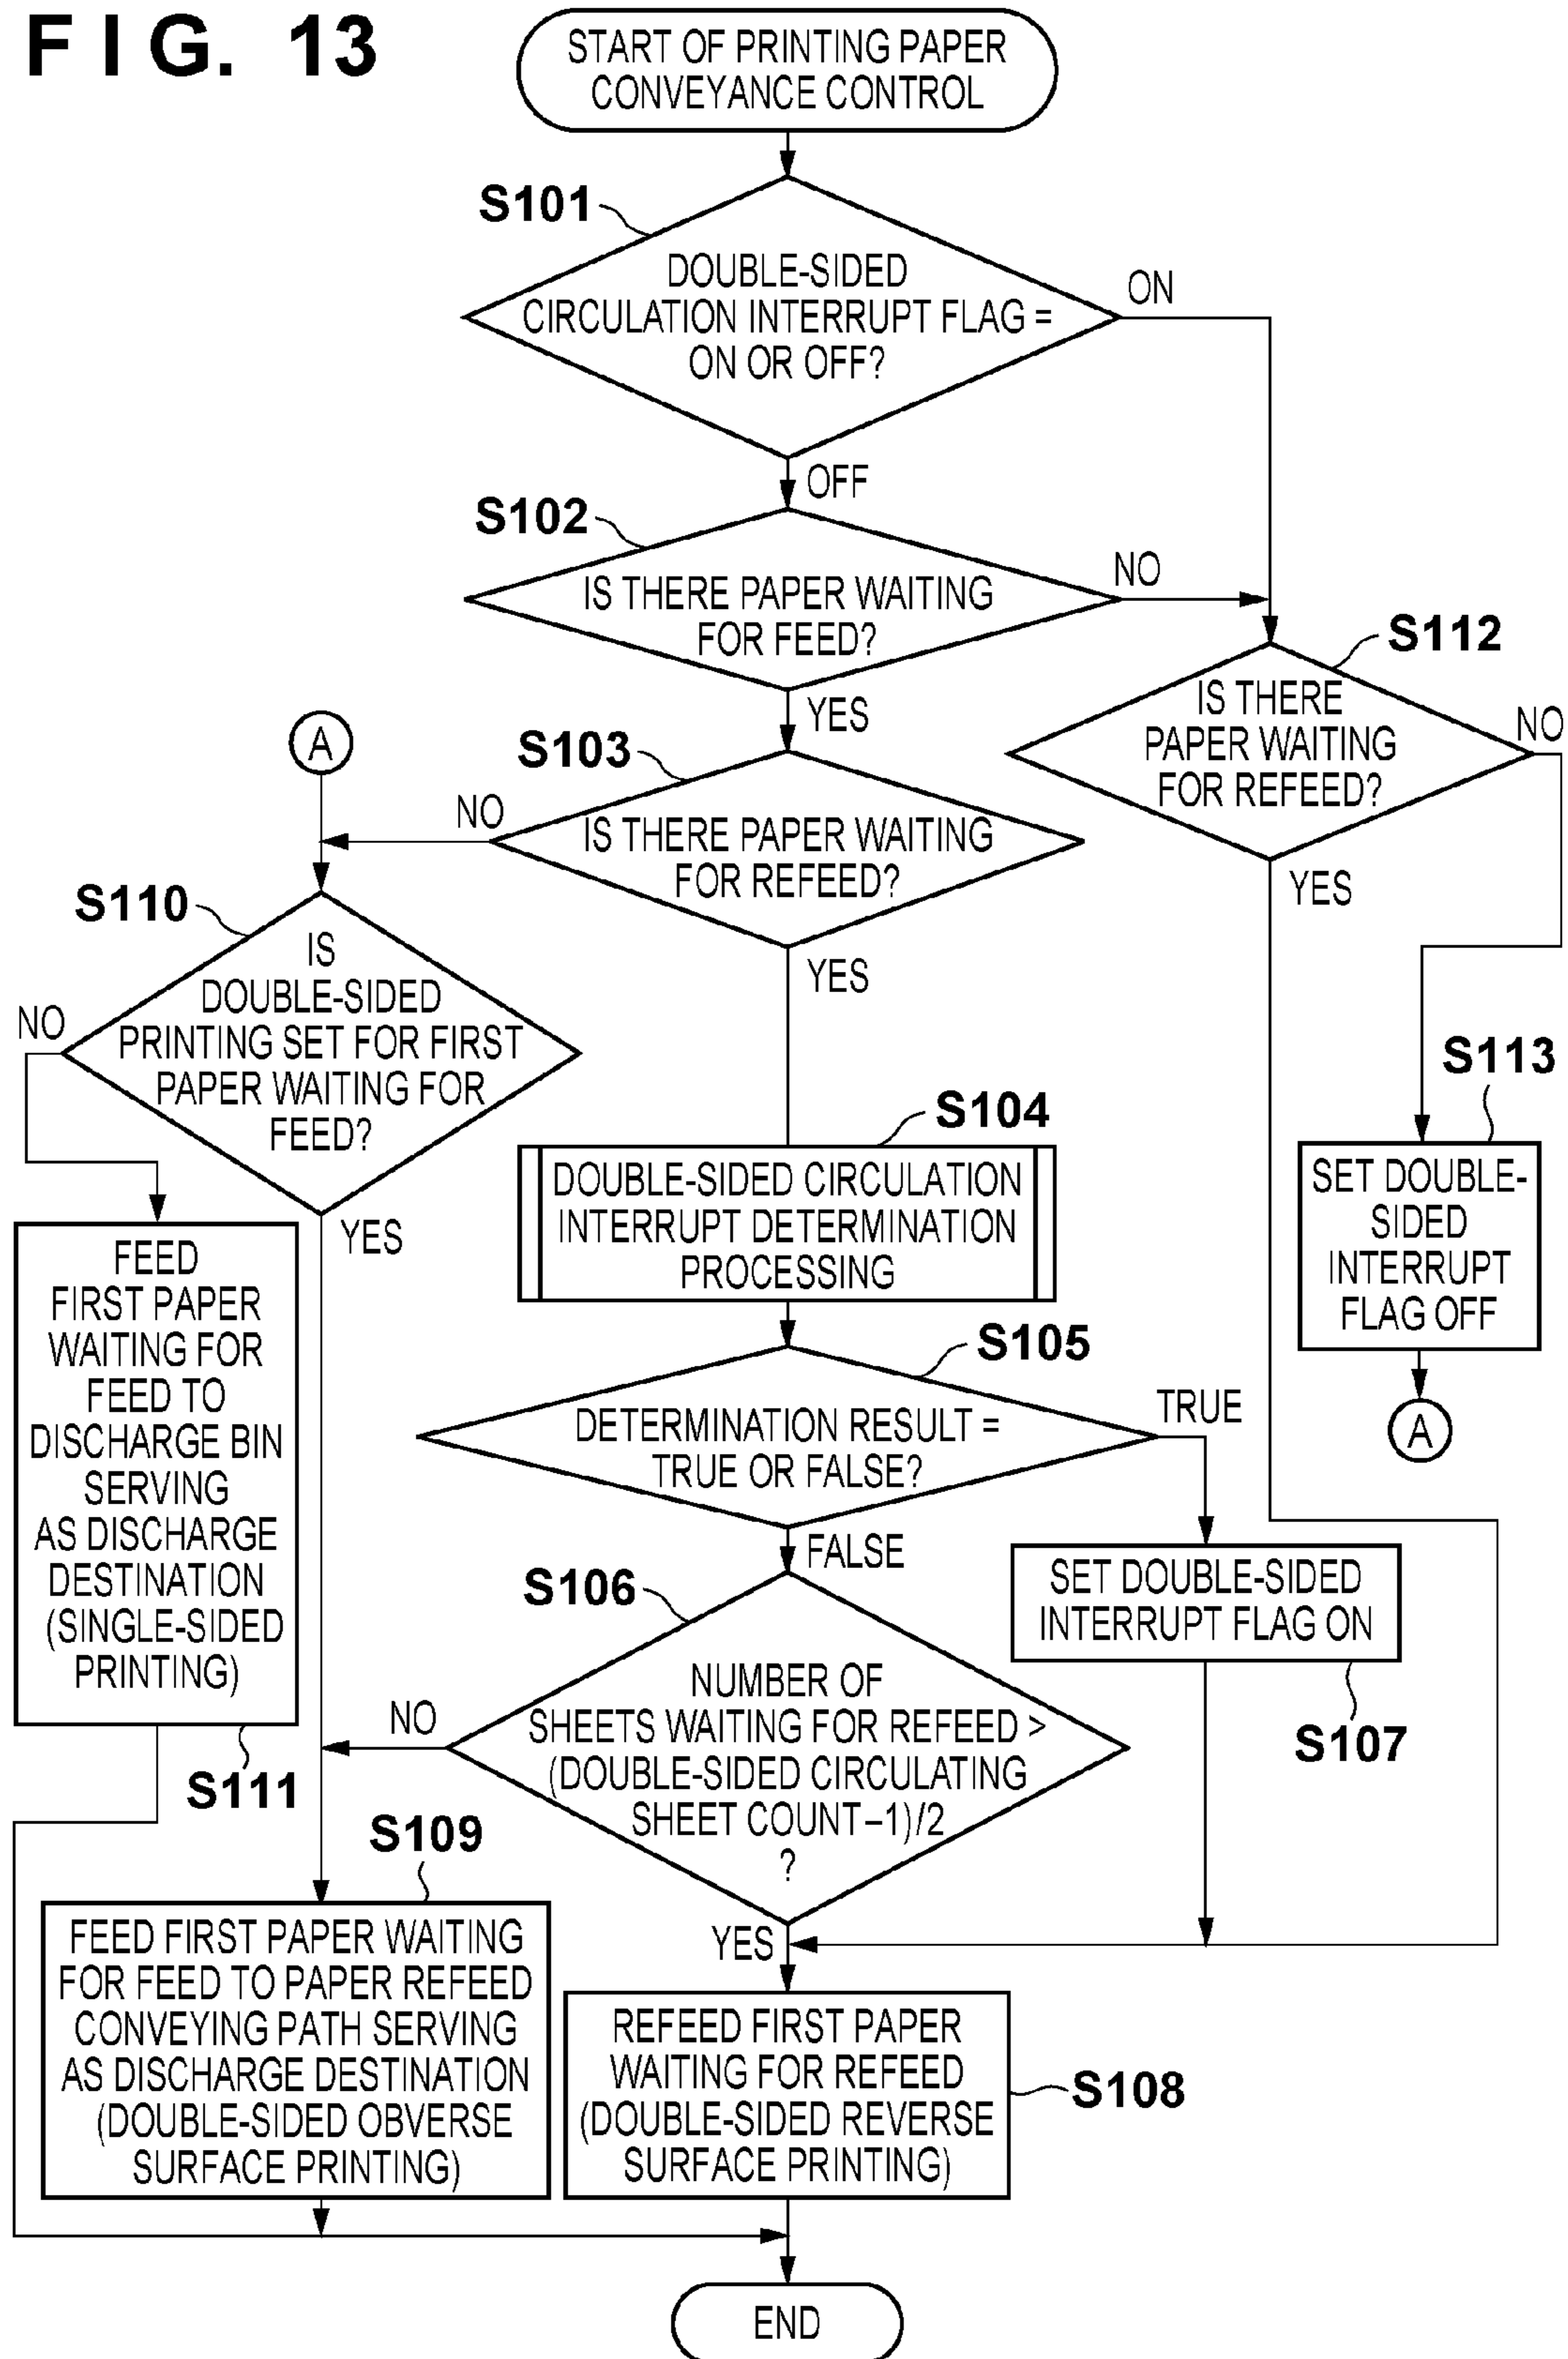 FIG. 13
START OF PRINTING PAPER
CONVEYANCE CONTROL
S101
DOUBLE-SIDED
CIRCULATION INTERRUPT FLAG =
ON OR OFF?
ON
OFF
S102
IS THERE PAPER WAITING
FOR FEED?
NO
YES
S112
IS THERE
PAPER WAITING
FOR REFEED?
NO
YES
A
S103
IS THERE PAPER WAITING
FOR REFEED?
NO
YES
S110
IS
DOUBLE-SIDED
PRINTING SET FOR FIRST
PAPER WAITING FOR
FEED?
NO
YES
S113
SET DOUBLE-
SIDED
INTERRUPT
FLAG OFF
A
S104
DOUBLE-SIDED CIRCULATION
INTERRUPT DETERMINATION
PROCESSING
FEED
FIRST PAPER
WAITING FOR
FEED TO
DISCHARGE BIN
SERVING
AS DISCHARGE
DESTINATION
(SINGLE-SIDED
PRINTING)
S111
S105
DETERMINATION RESULT =
TRUE OR FALSE?
TRUE
FALSE
S106
NUMBER OF
SHEETS WAITING FOR REFEED >
(DOUBLE-SIDED CIRCULATING
SHEET COUNT–1)/2
?
NO
YES
SET DOUBLE-SIDED
INTERRUPT FLAG ON
S107
S109
FEED FIRST PAPER WAITING
FOR FEED TO PAPER REFEED
CONVEYING PATH SERVING
AS DISCHARGE DESTINATION
(DOUBLE-SIDED OBVERSE
SURFACE PRINTING)
REFEED FIRST PAPER
WAITING FOR REFEED
(DOUBLE-SIDED REVERSE
SURFACE PRINTING)
S108
END